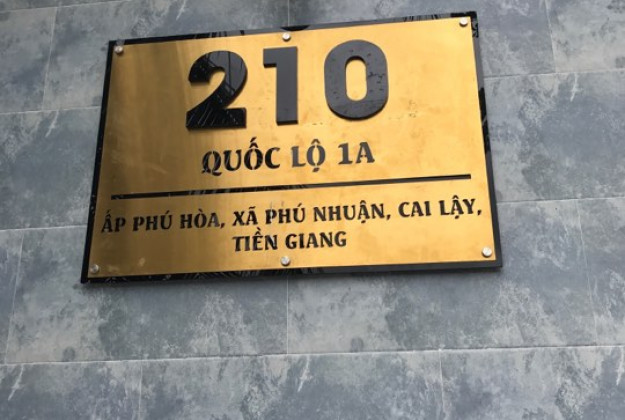 210
QUỐC LỘ 1A
ẤP PHÚ HÒA, XÃ PHÚ NHUẬN, CAI LẬY,
TIỀN GIANG